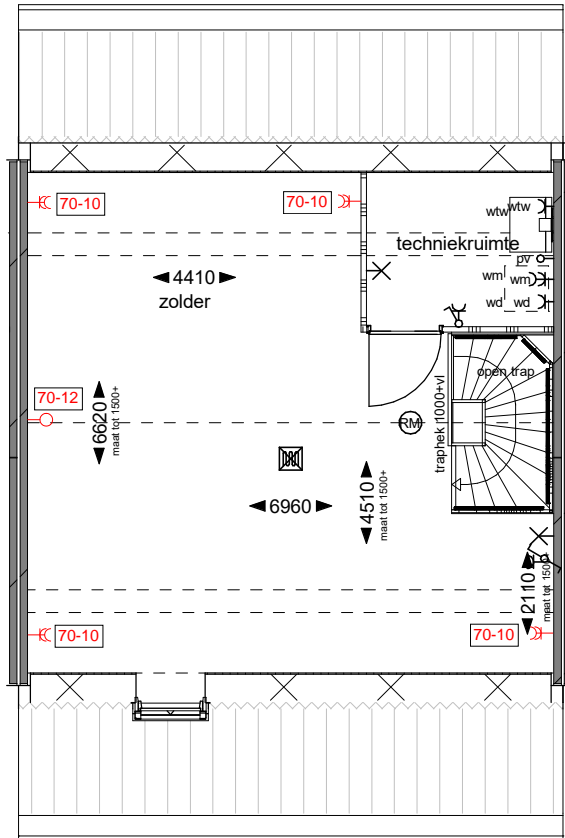 70-10
70-10
wtw wtw
techniekruimte
pv
4410
zolder
wm wm
wd wd
open trap
70-12
6620
maat tot 1500+
traphek 1000+vl
RM
6960
4510
maat tot 1500+
2110
maat tot 1500+
70-10
70-10